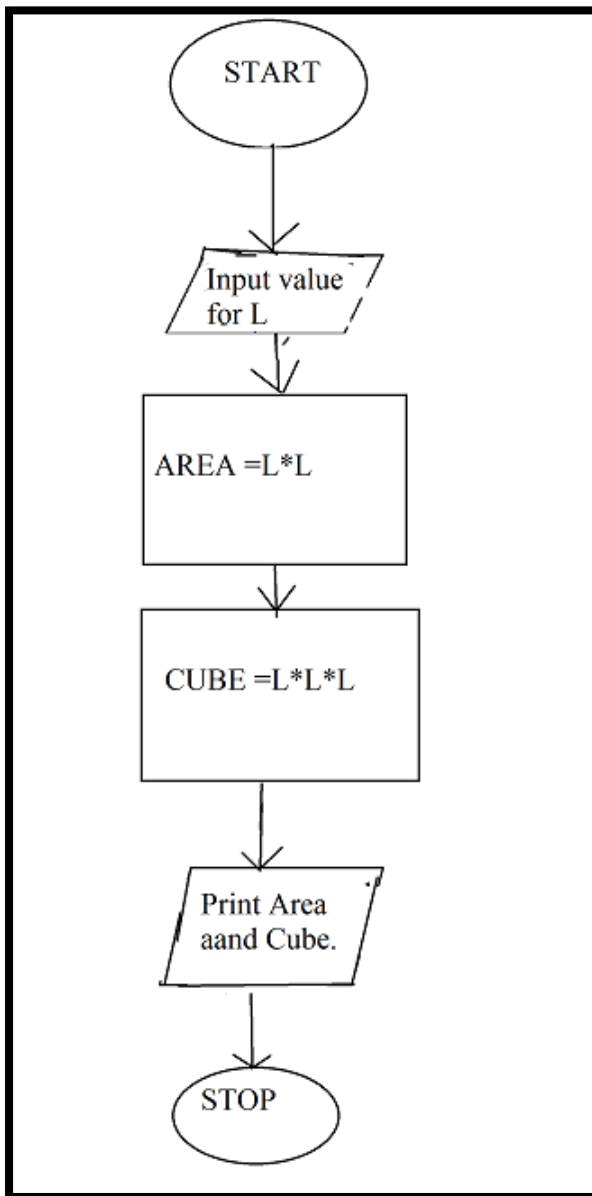 START
Input value
for L
AREA =L*L
CUBE =L*L*L
Print Area
aand Cube.
STOP